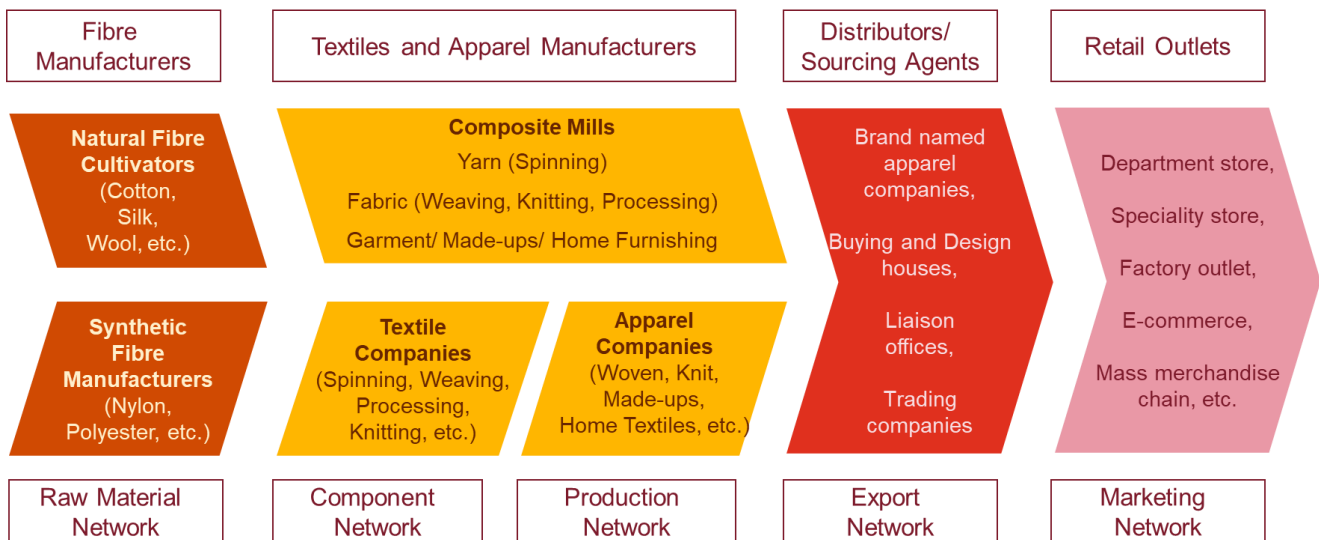 Fibre
Manufacturers
Textiles and Apparel Manufacturers
Distributors/
Sourcing Agents
Retail Outlets
Natural Fibre
Cultivators
(Cotton,
Silk,
Wool, etc.)
Composite Mills
Yarn (Spinning)
Fabric (Weaving, Knitting, Processing)
Garment/ Made-ups/ Home Furnishing
Synthetic
Fibre
Manufacturers
(Nylon,
Polyester, etc.)
Textile
Companies
(Spinning, Weaving,
Processing,
Knitting, etc.)
Apparel
Companies
(Woven, Knit,
Made-ups,
Home Textiles, etc.)
Brand named
apparel
companies,
Buying and Design
houses,
Liaison
offices,
Trading
companies
Department store,
Speciality store,
Factory outlet,
E-commerce,
Mass merchandise
chain, etc.
Raw Material
Network
Component
Network
Production
Network
Export
Network
Marketing
Network